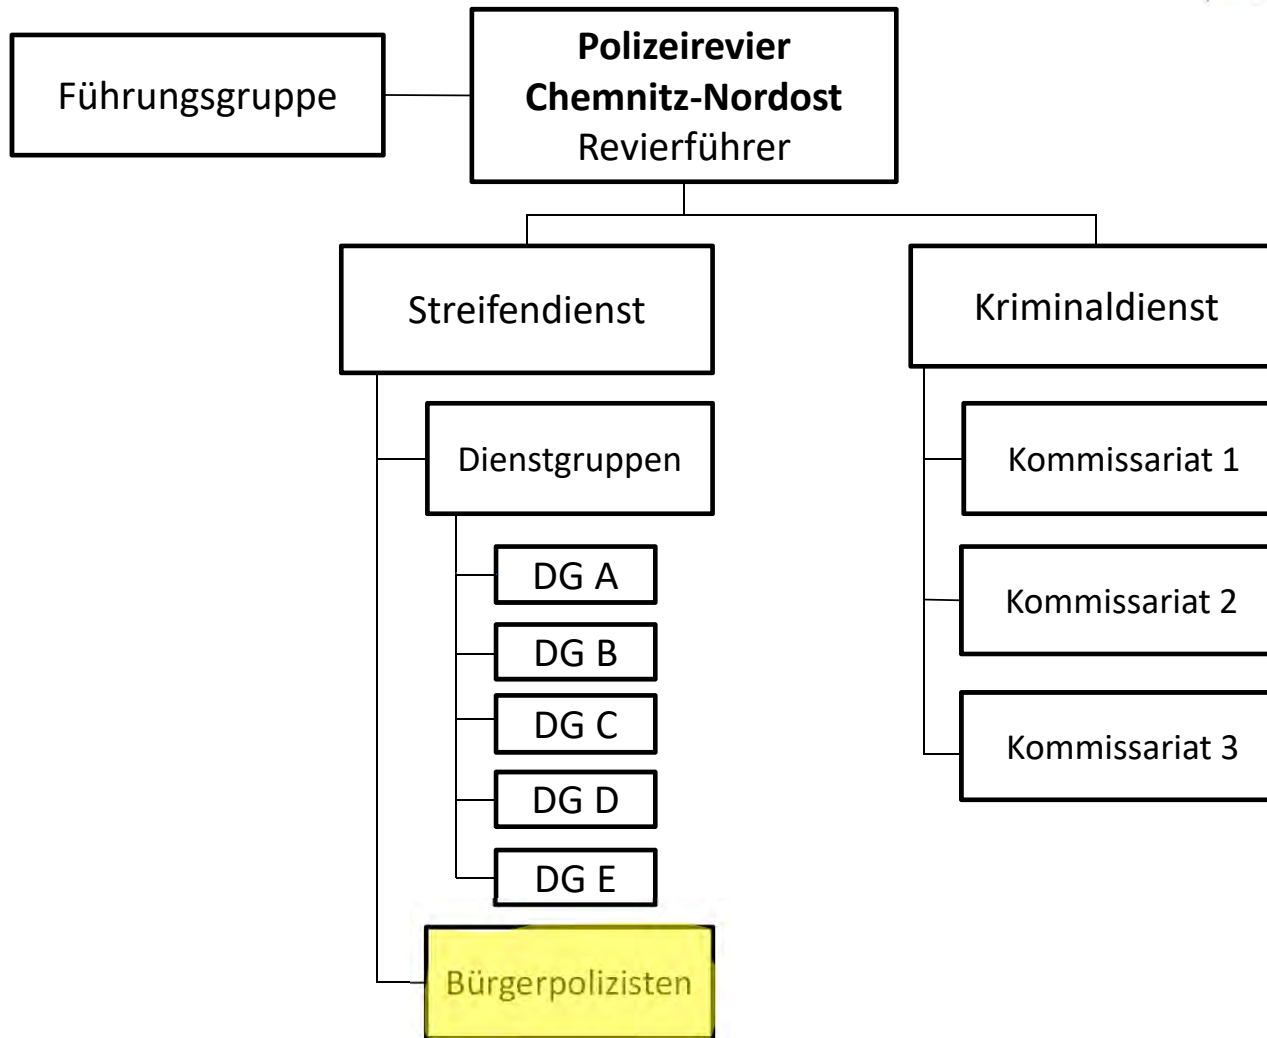 Führungsgruppe
Polizeirevier
Chemnitz-Nordost
Revierführer
Streifendienst
Kriminaldienst
Dienstgruppen
DG A
DG B
DG C
DG D
DG E
Bürgerpolizisten
Kommissariat 1
Kommissariat 2
Kommissariat 3